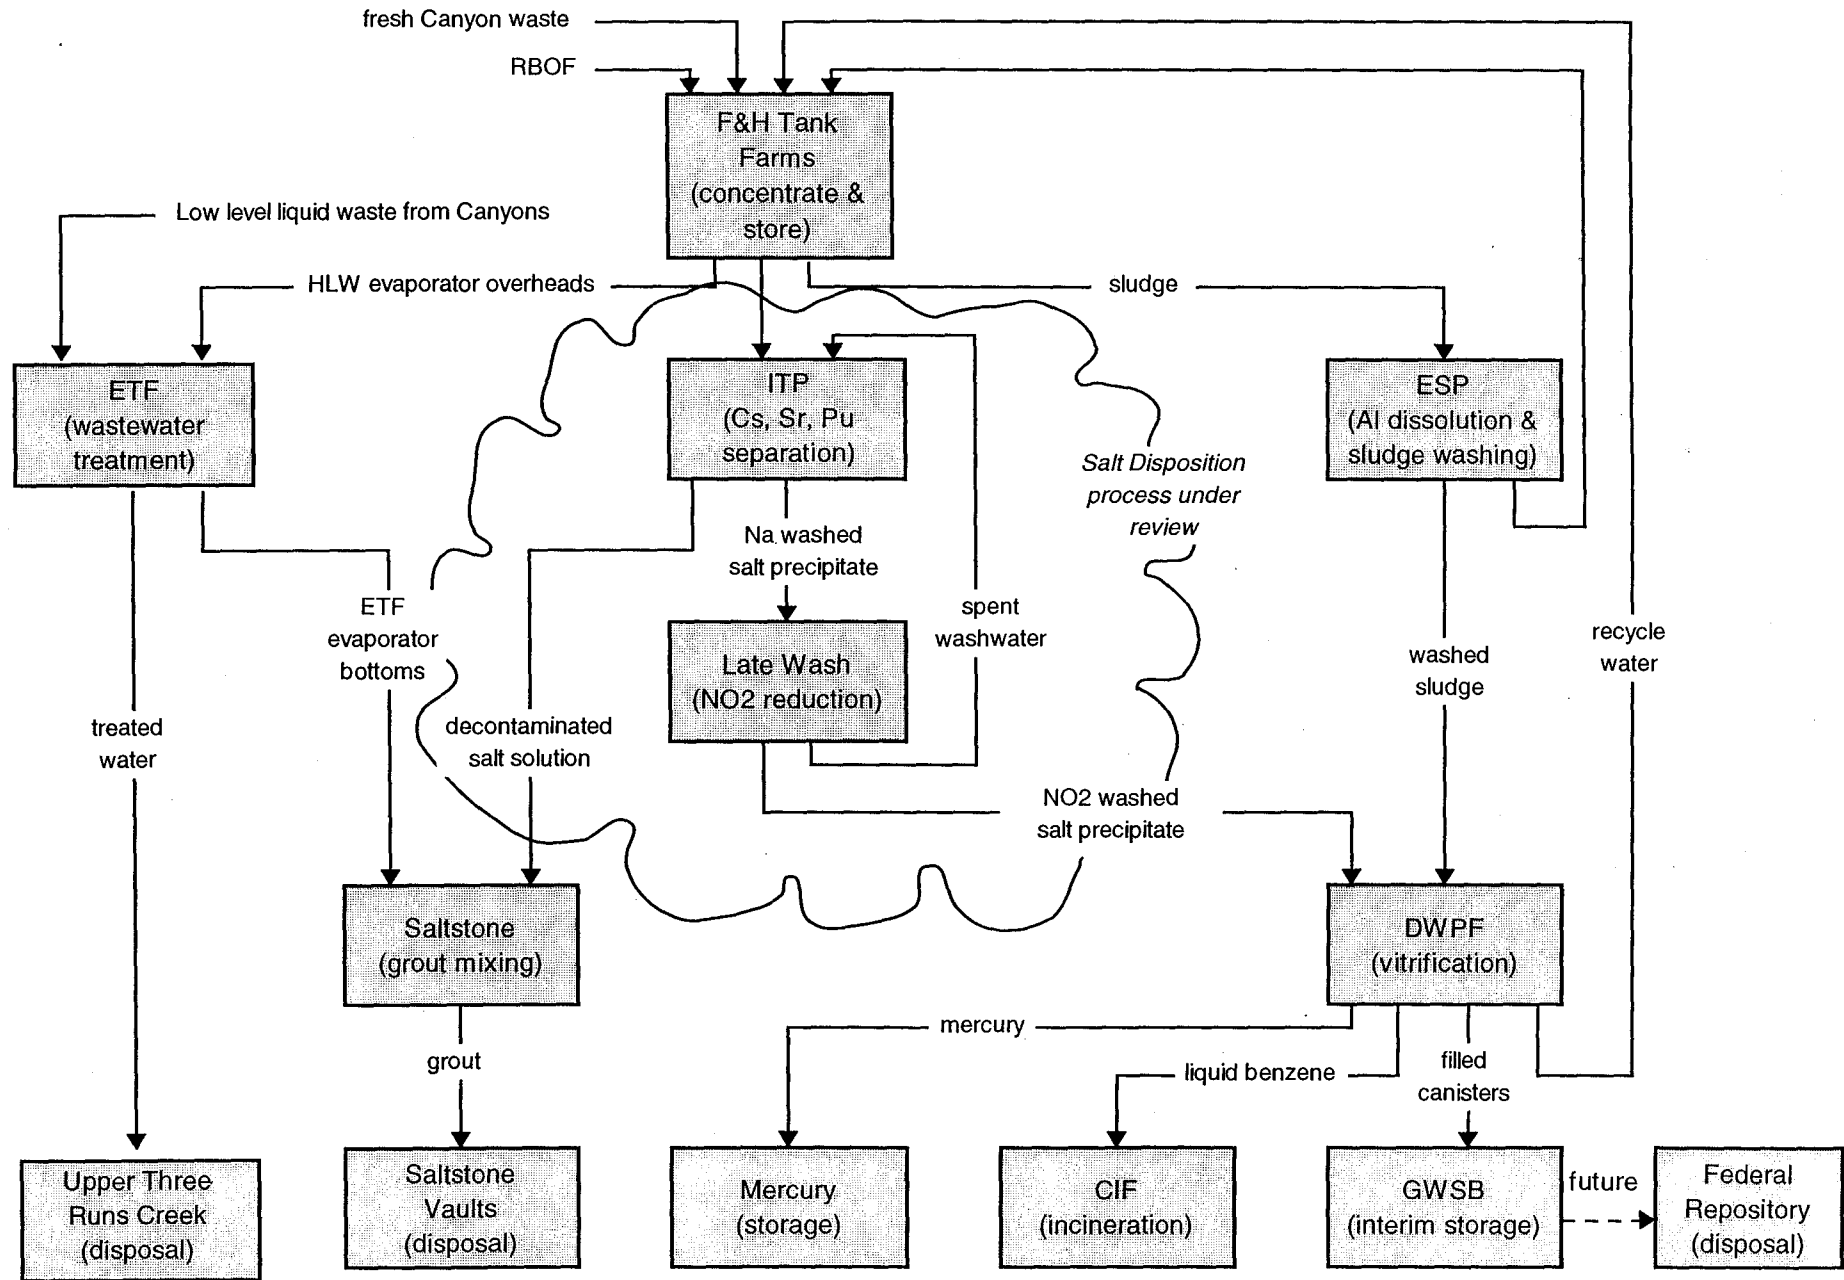 fresh Canyon waste
RBOF
F&H Tank
Farms
(concentrate &
store)
Low level liquid waste from Canyons
HLW evaporator overheads
sludge
ETF
(wastewater
treatment)
ITP
(Cs, Sr, Pu
separation)
ESP
(Al dissolution &
sludge washing)
Salt Disposition
process under
review
Na washed
salt precipitate
ETF
evaporator
bottoms
spent
washwater
recycle
water
Late Wash
(NO2 reduction)
washed
sludge
treated
water
decontaminated
salt solution
NO2 washed
salt precipitate
Saltstone
(grout mixing)
DWPF
(vitrification)
mercury
grout
liquid benzene
filled
canisters
Upper Three
Runs Creek
(disposal)
Saltstone
Vaults
(disposal)
Mercury
(storage)
CIF
(incineration)
GWSB
(interim storage)
future
Federal
Repository
(disposal)